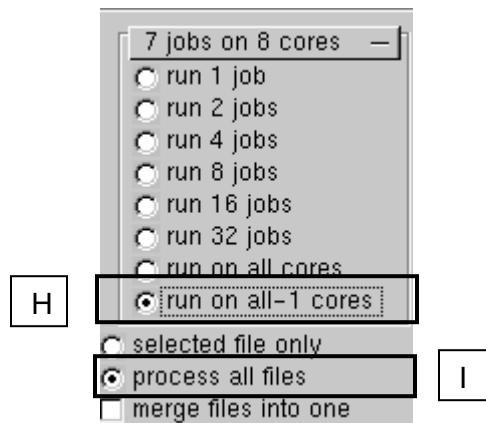 7 jobs on 8 cores —
run 1 job
run 2 jobs
run 4 jobs
run 8 jobs
run 16 jobs
run 32 jobs
run on all cores
H run on all-1 cores
selected file only
process all files I
merge files into one